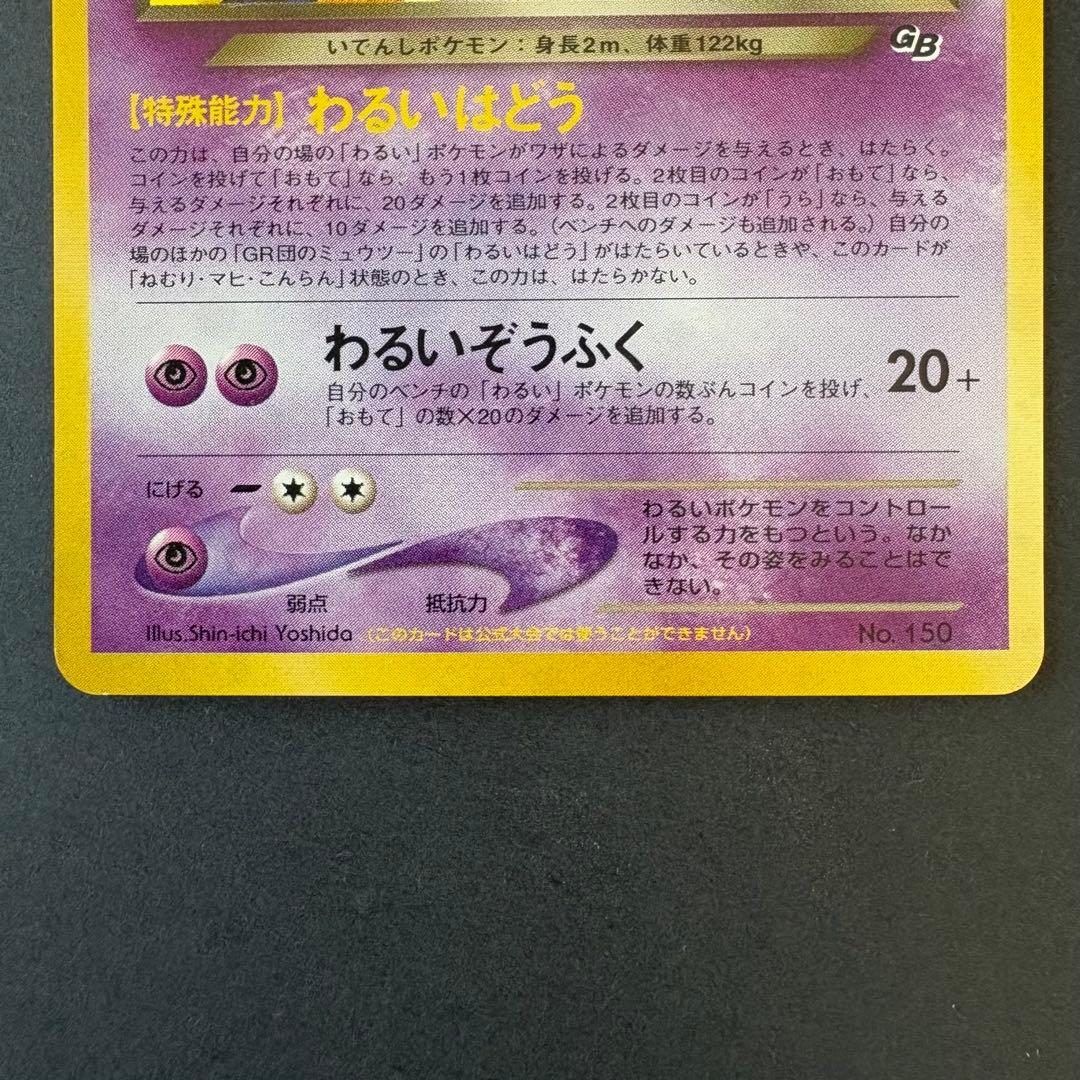 いでんしポケモン：身長2m、体重122kg
GB
【特殊能力】わるいはどう
この力は、自分の場の「わるい」ポケモンがワザによるダメージを与えるとき、はたらく。
コインを投げて「おもて」なら、もう1枚コインを投げる。2枚目のコインが「おもて」なら、
与えるダメージそれぞれに、20ダメージを追加する。2枚目のコインが「うら」なら、与える
ダメージそれぞれに、10ダメージを追加する。（ベンチへのダメージも追加される。）自分の
場のほかの「GR団のミュウツー」の「わるいはどう」がはたらいているときや、このカードが
「ねむり・マヒ・こんらん」状態のとき、この力は、はたらかない。
わるいぞうふく
自分のベンチの「わるい」ポケモンの数ぶんコインを投げ、
「おもて」の数×20のダメージを追加する。
20+
にげる
わるいポケモンをコントロー
ルする力をもつという。なか
なか、その姿をみることはで
きない。
弱点
抵抗力
Illus.Shin-ichi Yoshida（このカードは公式大会では使うことができません）
No. 150